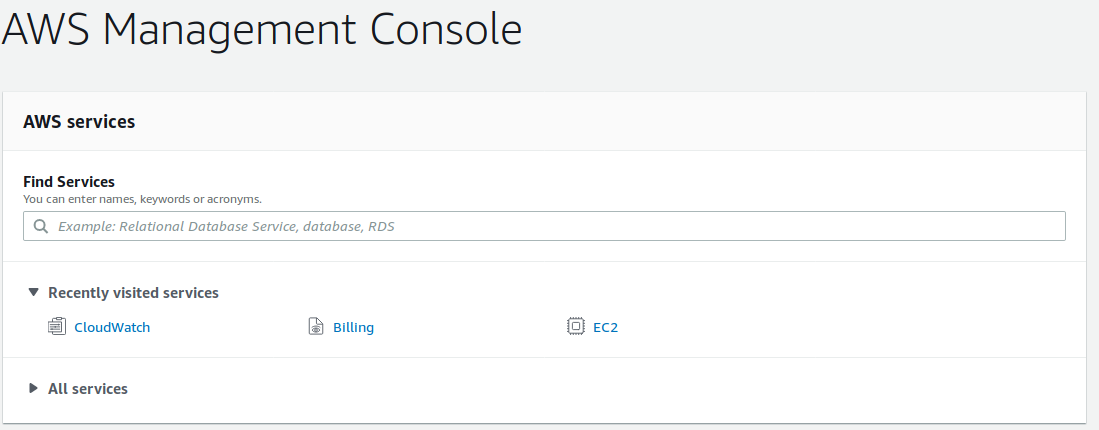 AWS Management Console
AWS services
Find Services
You can enter names, keywords or acronyms.
Example: Relational Database Service, database, RDS
Recently visited services
CloudWatch Billing EC2
All services